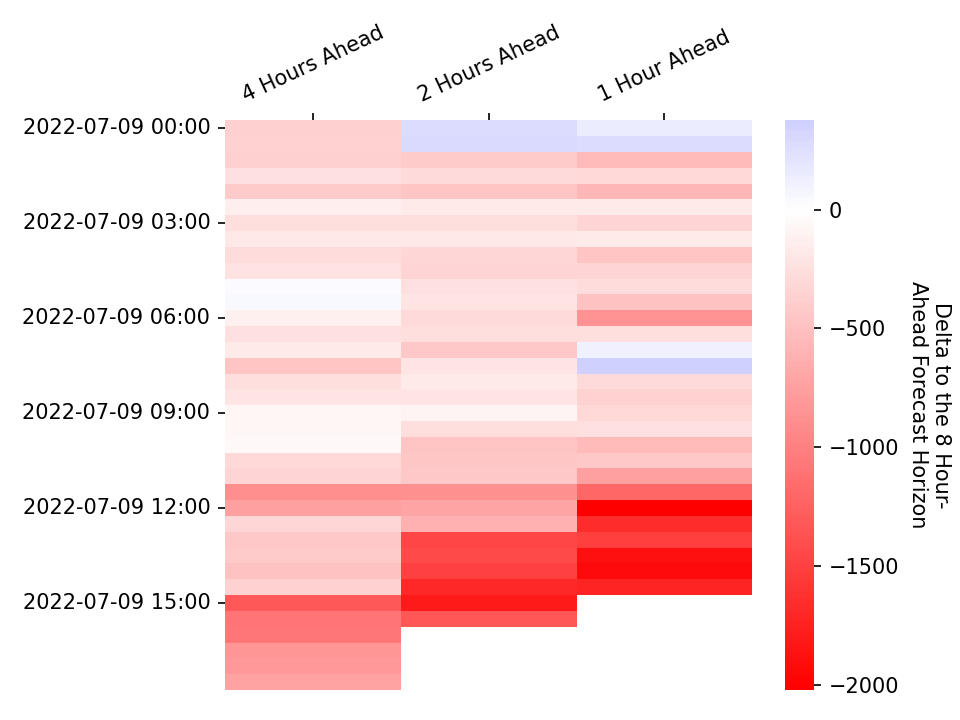 4 Hours Ahead
2 Hours Ahead
1 Hour Ahead
2022-07-09 00:00
2022-07-09 03:00
2022-07-09 06:00
2022-07-09 09:00
2022-07-09 12:00
2022-07-09 15:00
0
−500
−1000
−1500
−2000
Delta to the 8 Hour-
Ahead Forecast Horizon